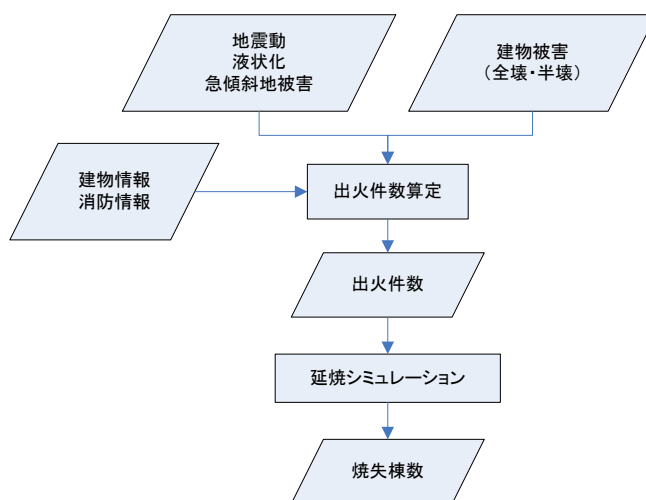 地震動
液状化
急傾斜地被害
建物被害
（全壊・半壊）
建物情報
消防情報
出火件数算定
出火件数
延焼シミュレーション
焼失棟数